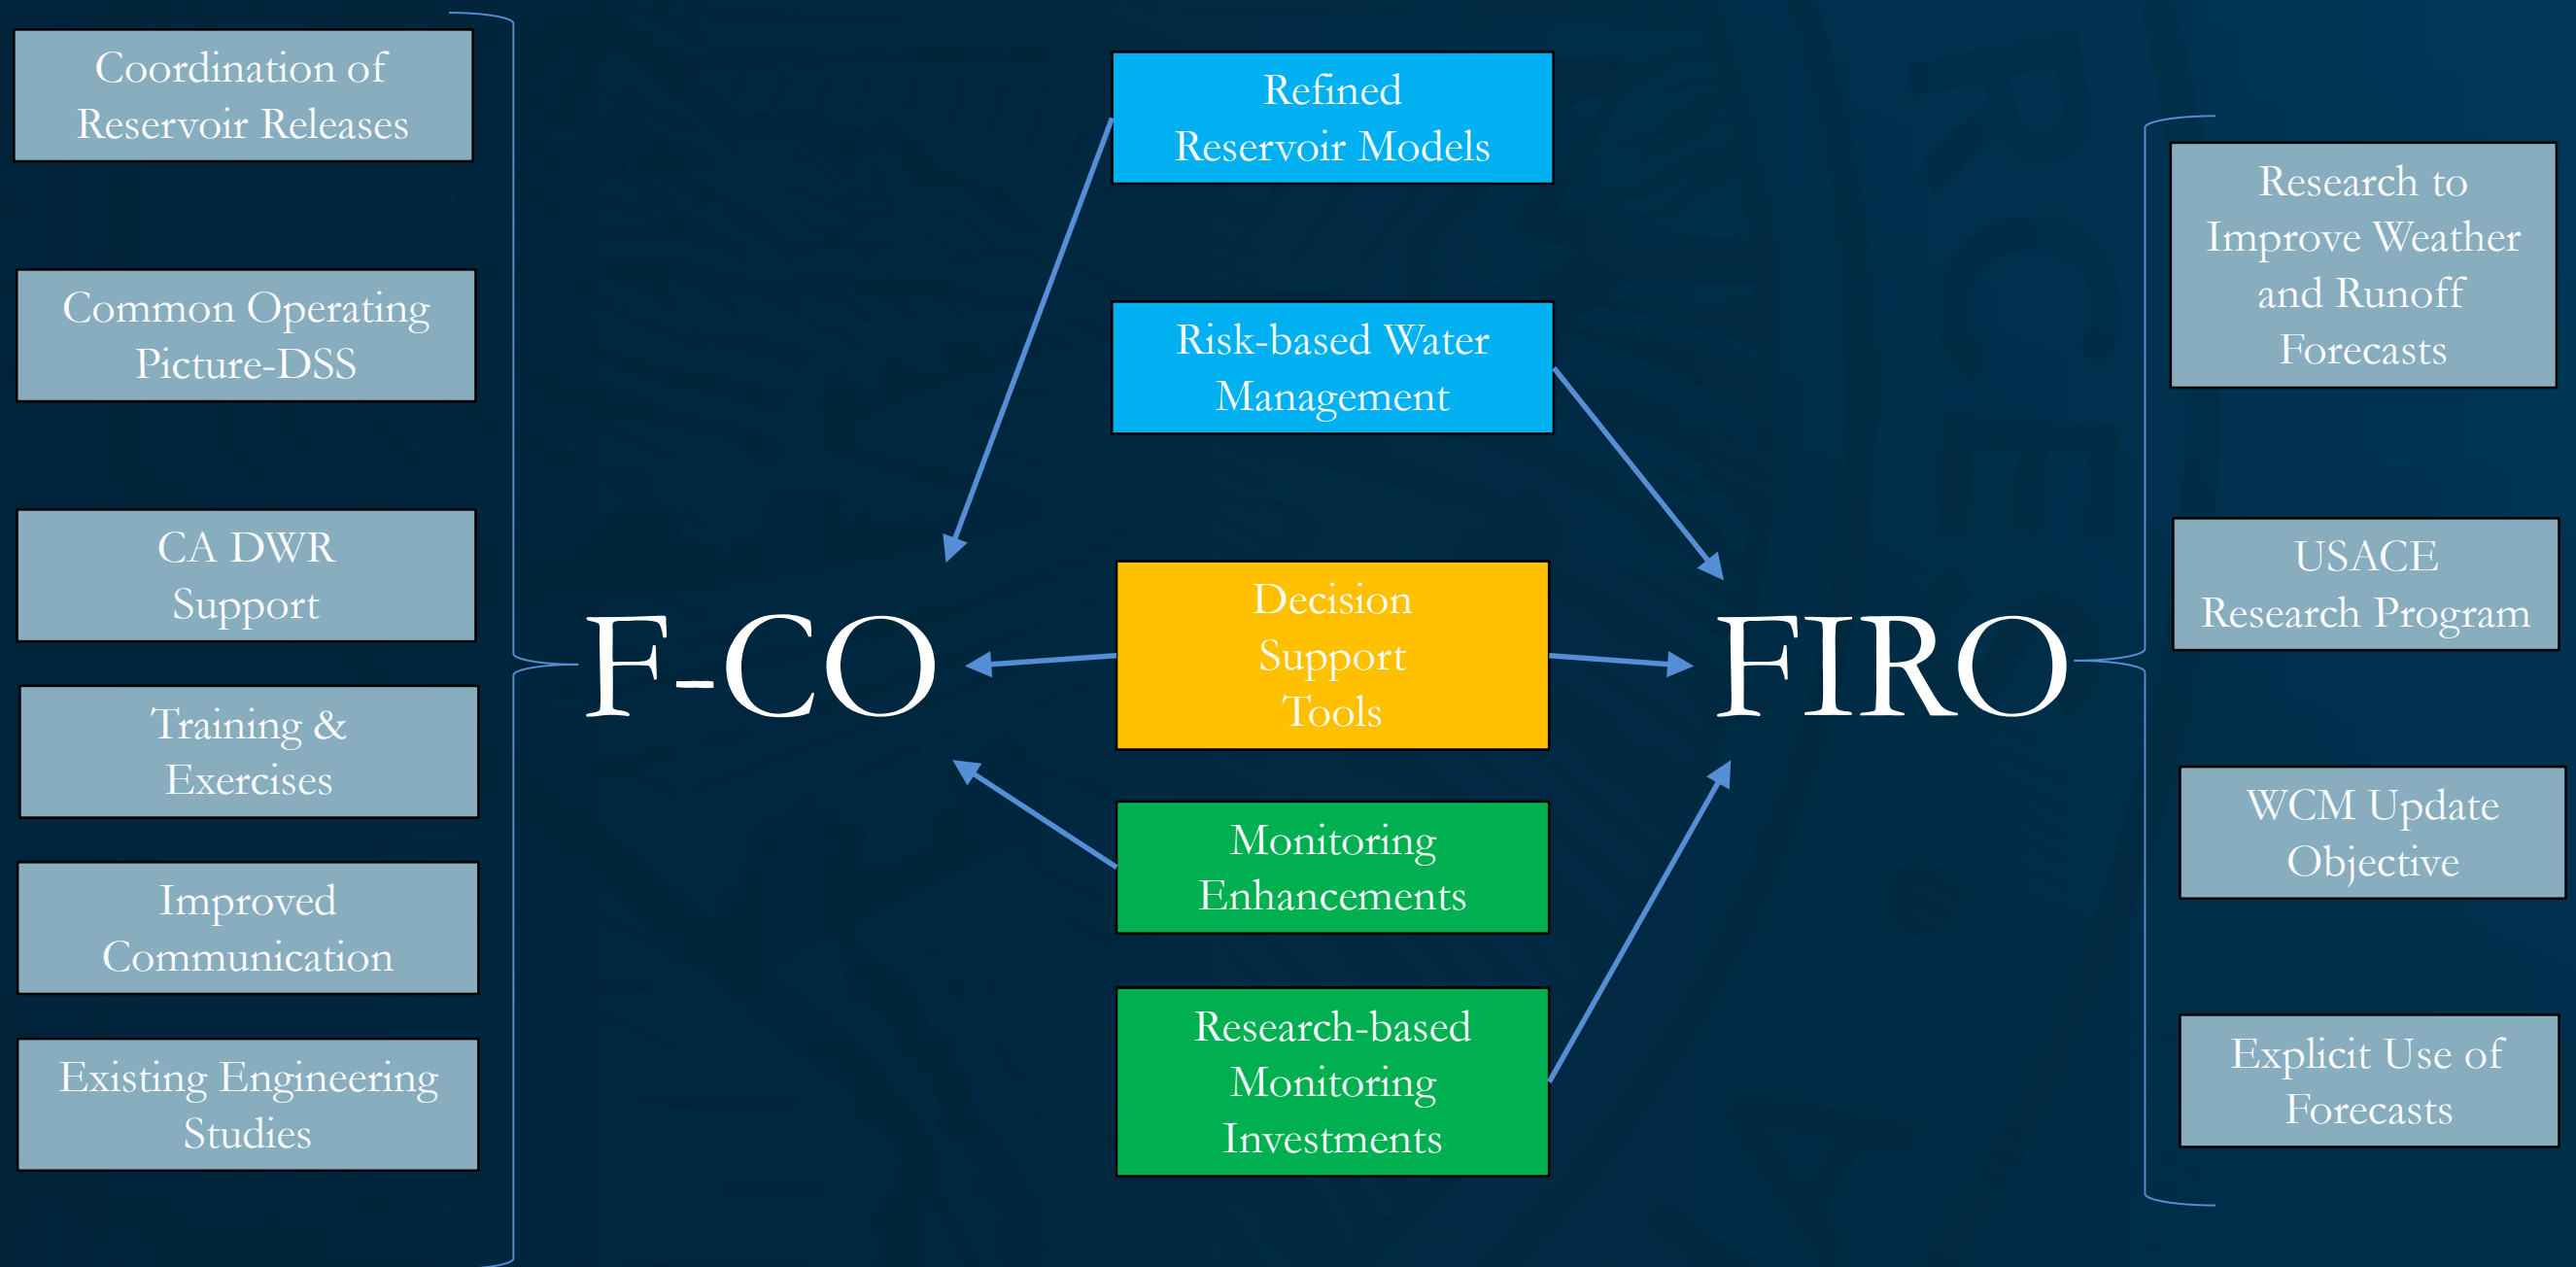 Coordination of
Reservoir Releases
Common Operating
Picture-DSS
CA DWR
Support
Training &
Exercises
Improved
Communication
Existing Engineering
Studies
F-CO
Refined
Reservoir Models
Risk-based Water
Management
Decision
Support
Tools
Monitoring
Enhancements
Research-based
Monitoring
Investments
FIRO
Research to
Improve Weather
and Runoff
Forecasts
USACE
Research Program
WCM Update
Objective
Explicit Use of
Forecasts